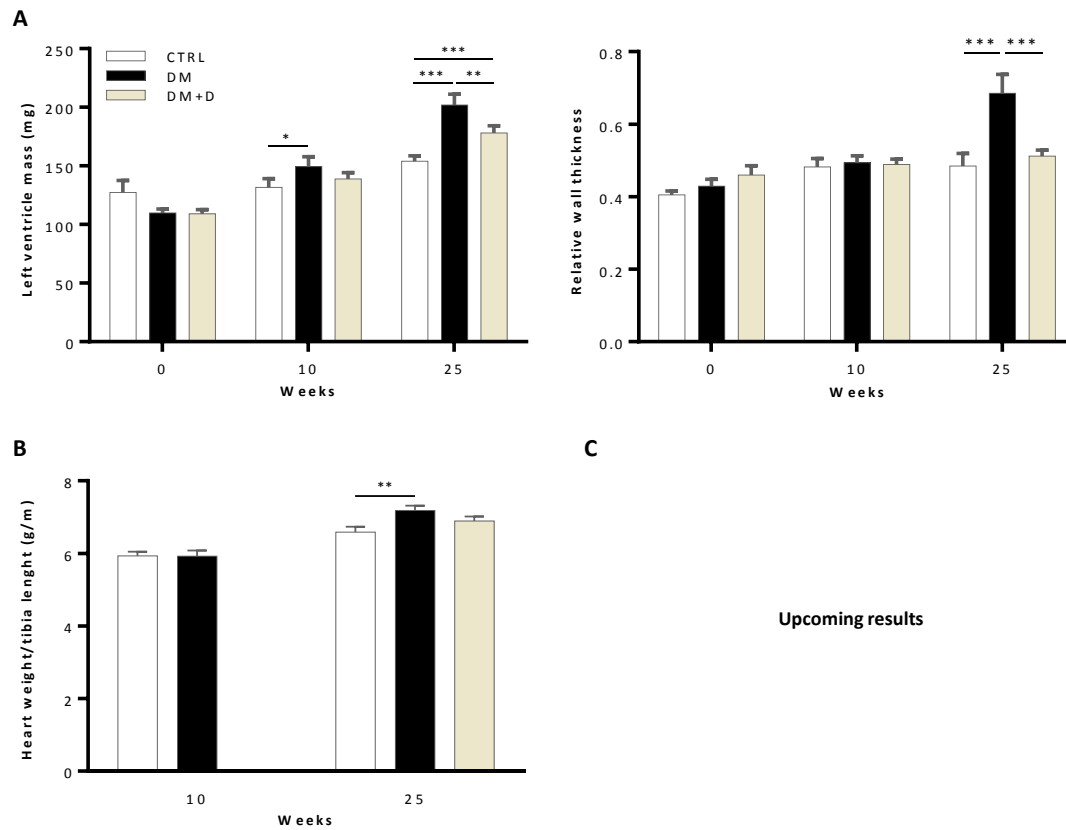 A
Left ventricle mass (mg)
250
200
150
100
50
0
CTRL
DM
DM+D
*
***
***
**
0
10
25
Weeks
Relative wall thickness
0.8
0.6
0.4
0.2
0.0
***
***
0
10
25
Weeks
B
Heart weight/tibia lenght (g/m)
8
6
4
2
0
**
10
25
Weeks
C
Upcoming results